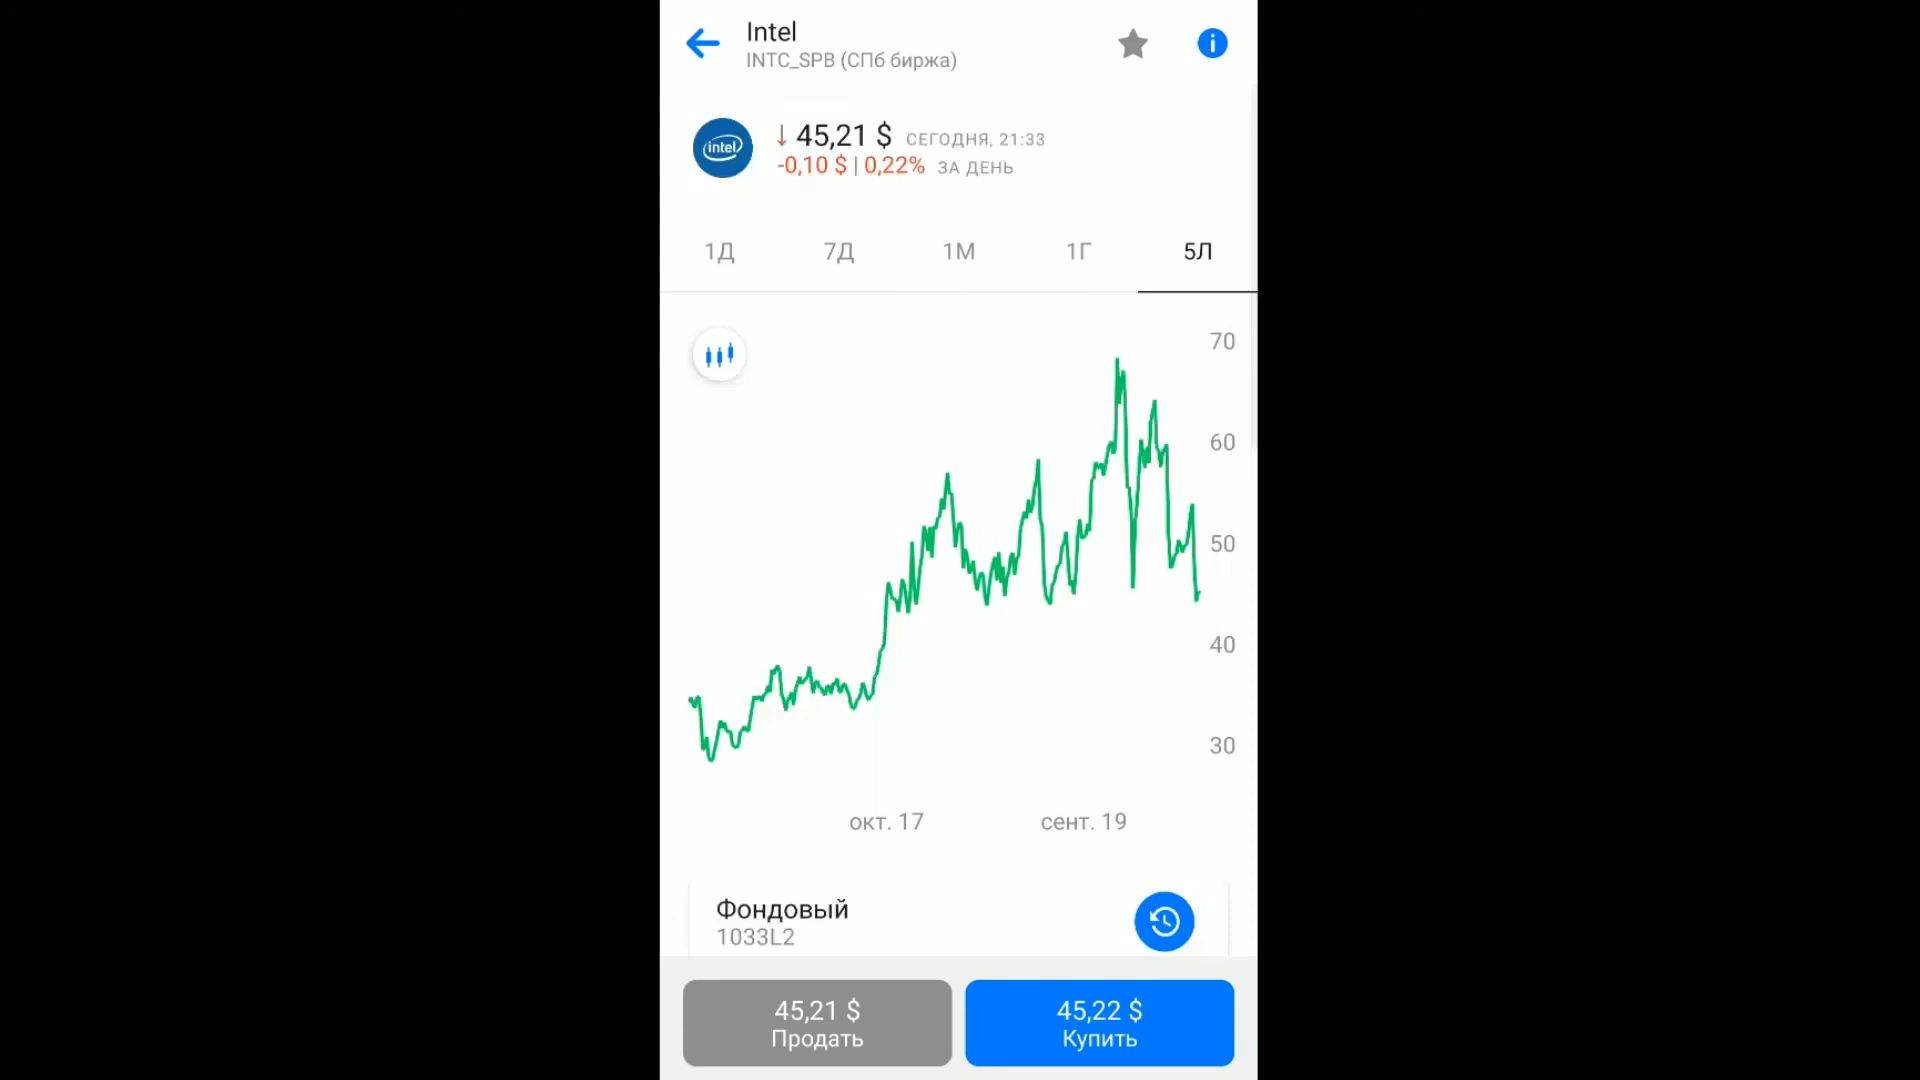 Intel
INTC_SPB (СПб биржа)
intel
↓ 45,21 $ СЕГОДНЯ, 21:33
-0,10 $ | 0,22% ЗА ДЕНЬ
1Д 7Д 1М 1Г 5Л
70
60
50
40
30
окт. 17 сент. 19
Фондовый
1033L2
45,21 $
Продать
45,22 $
Купить